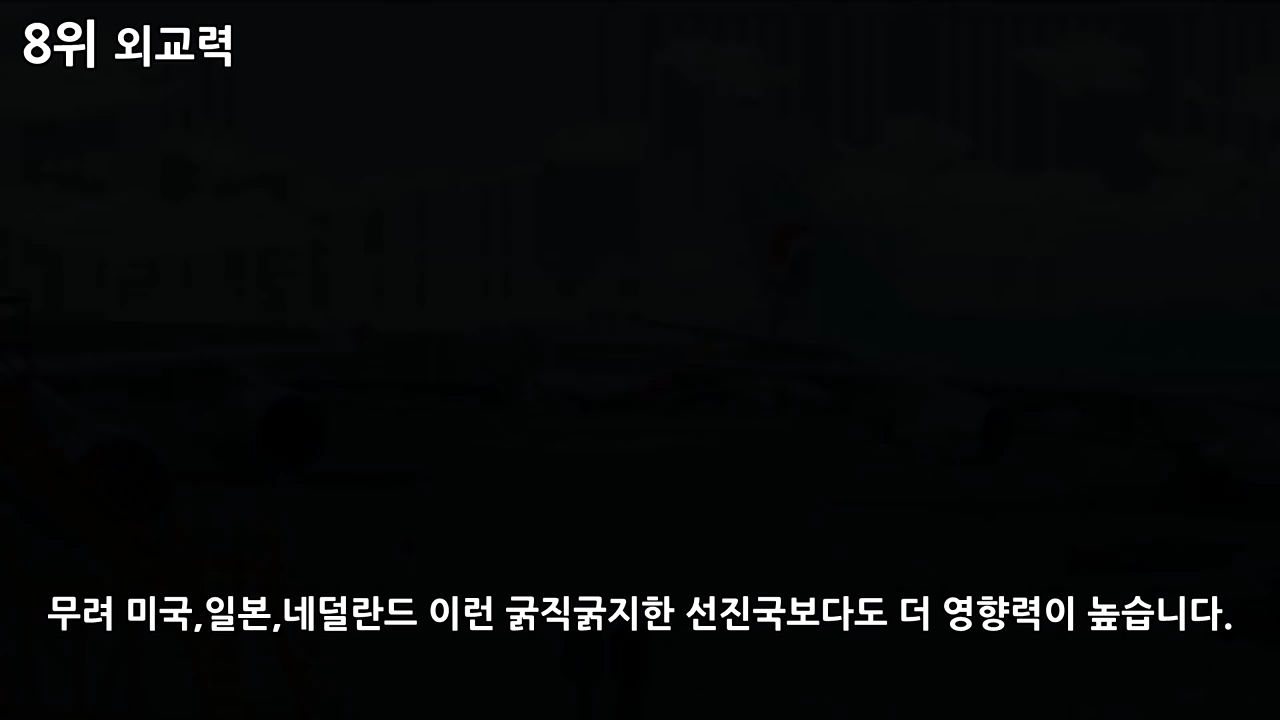 8위 외교력
무려 미국,일본,네덜란드 이런 굵직굵지한 선진국보다도 더 영향력이 높습니다.